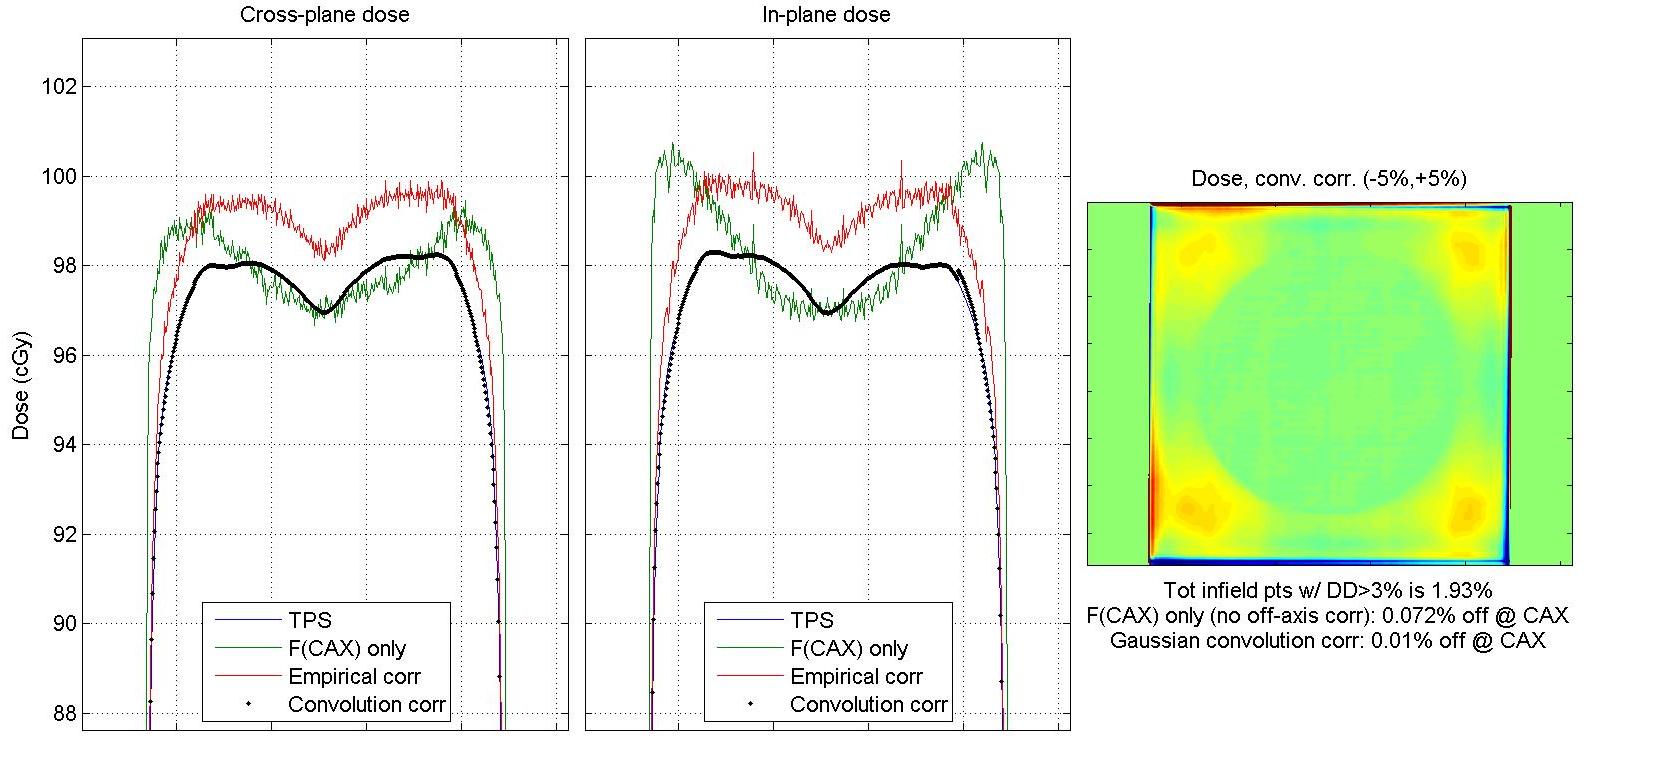 Cross-plane dose
In-plane dose
Dose (cGy)
102
100
98
96
94
92
90
88
TPS
F(CAX) only
Empirical corr
Convolution corr
TPS
F(CAX) only
Empirical corr
Convolution corr
Dose, conv. corr. (-5%,+5%)
Tot infield pts w/ DD>3% is 1.93%
F(CAX) only (no off-axis corr): 0.072% off @ CAX
Gaussian convolution corr: 0.01% off @ CAX